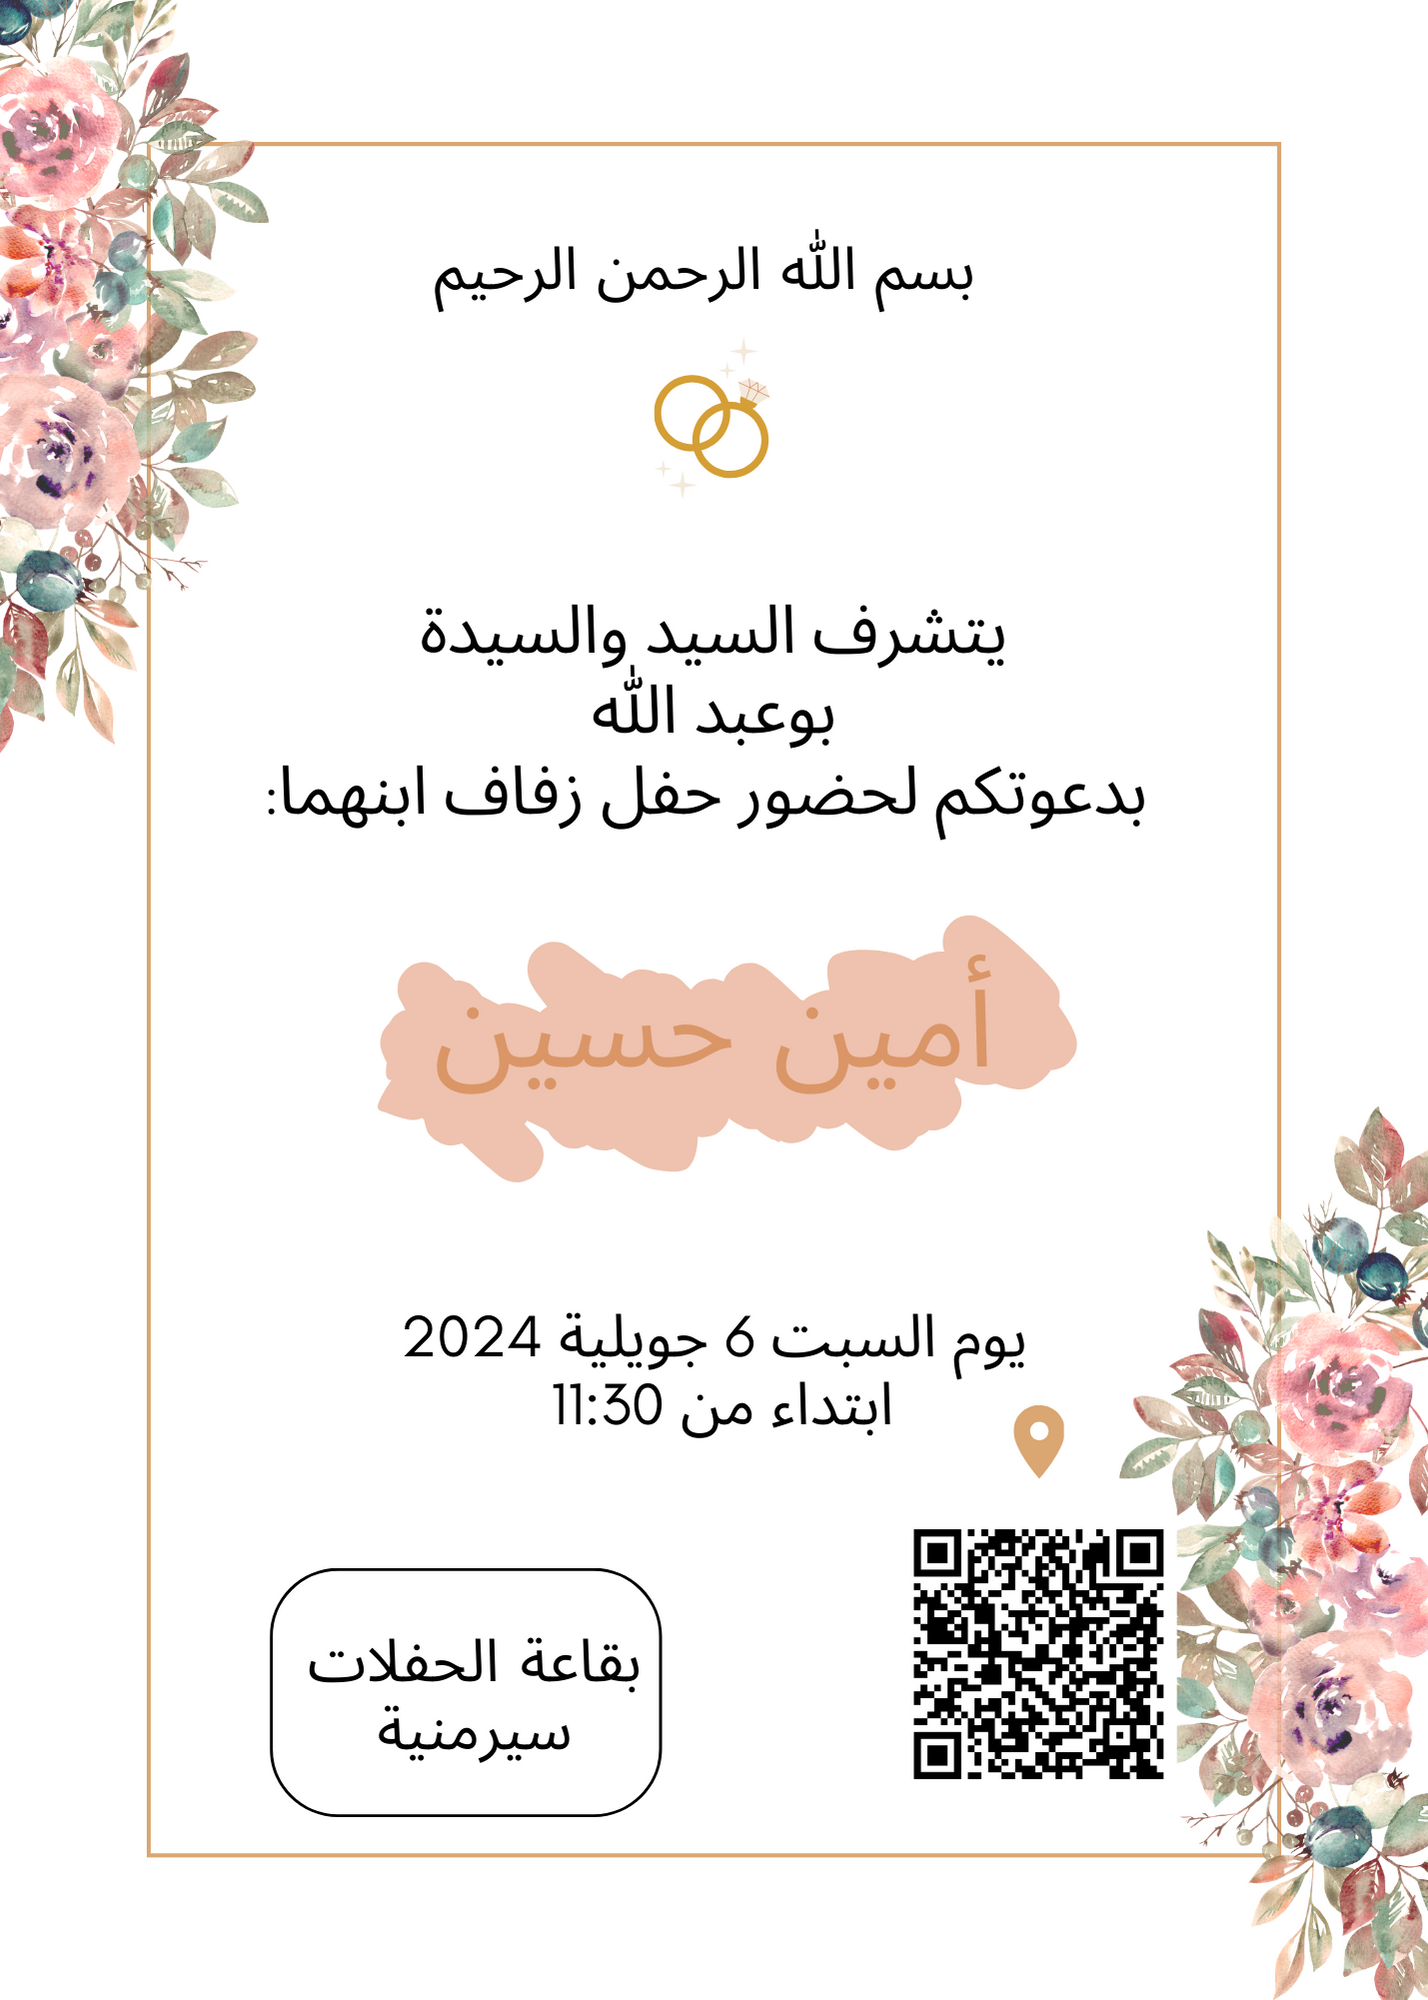 بسم الله الرحمن الرحيم
يتشرف السيد والسيدة
بوعبد الله
بدعوتكم لحضور حفل زفاف ابنهما:
أمين حسين
يوم السبت 6 جويلية 2024
ابتداء من 11:30
بقاعة الحفلات
سيرمنية